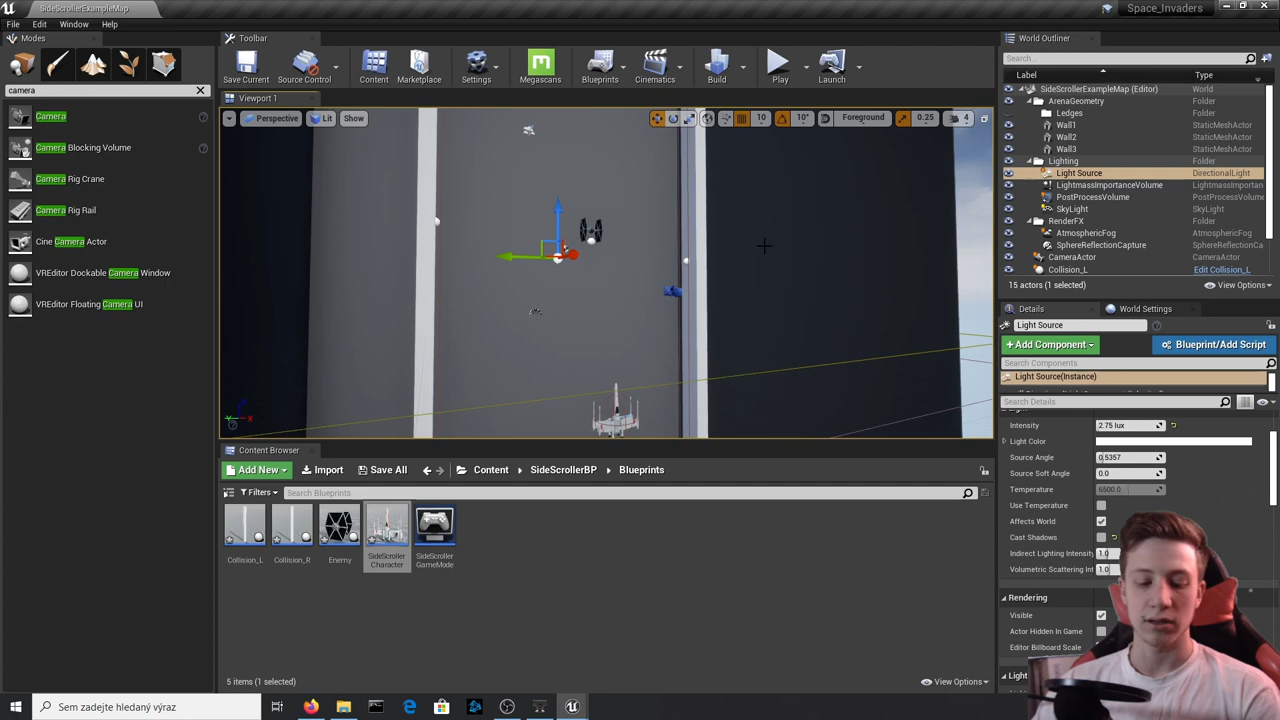 SideScrollerExampleMap
Space_Invaders
File Edit Window Help
Modes
Toolbar
World Outliner
camera
Save Current
Source Control
Content
Marketplace
Settings
Megascans
Blueprints
Cinematics
Build
Play
Launch
Search...
Label
Type
Viewport 1
Perspective
Lit
Show
10
10°
Foreground
0.25
4
Camera
Camera Blocking Volume
Camera Rig Crane
Camera Rig Rail
Cine Camera Actor
VREditor Dockable Camera Window
VREditor Floating Camera UI
SideScrollerExampleMap (Editor) World
ArenaGeometry Folder
Ledges Folder
Wall1 StaticMeshActor
Wall2 StaticMeshActor
Wall3 StaticMeshActor
Lighting Folder
Light Source DirectionalLight
LightmassImportanceVolume LightmassImportan
PostProcessVolume PostProcessVolume
SkyLight SkyLight
RenderFX Folder
AtmosphericFog AtmosphericFog
SphereReflectionCapture SphereReflectionCa
CameraActor CameraActor
Collision_L Edit Collision_L
15 actors (1 selected)
View Options
Details
World Settings
Light Source
+ Add Component
Blueprint/Add Script
Search Components
Light Source(Instance)
Search Details
Intensity 2.75 lux
Light Color
Source Angle 0.5357
Source Soft Angle 0.0
Temperature 6500.0
Use Temperature
Affects World
Cast Shadows
Indirect Lighting Intensity 1.0
Volumetric Scattering Int 1.0
Rendering
Visible
Actor Hidden In Game
Editor Billboard Scale
Light
Content Browser
Add New
Import
Save All
Content
SideScrollerBP
Blueprints
Filters
Search Blueprints
Collision_L
Collision_R
Enemy
SideScroller
Character
SideScroller
GameMode
5 items (1 selected)
View Options
Sem zadejte hledaný výraz